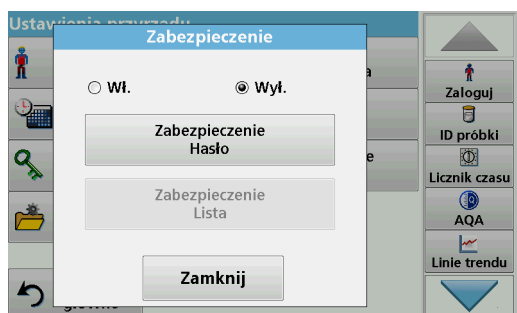 Ustawienia przyrządu
Zabezpieczenie
Wł.
Wył.
Zabezpieczenie
Hasło
Zabezpieczenie
Lista
Zamknij
Zaloguj
ID próbki
Licznik czasu
AQA
Linie trendu